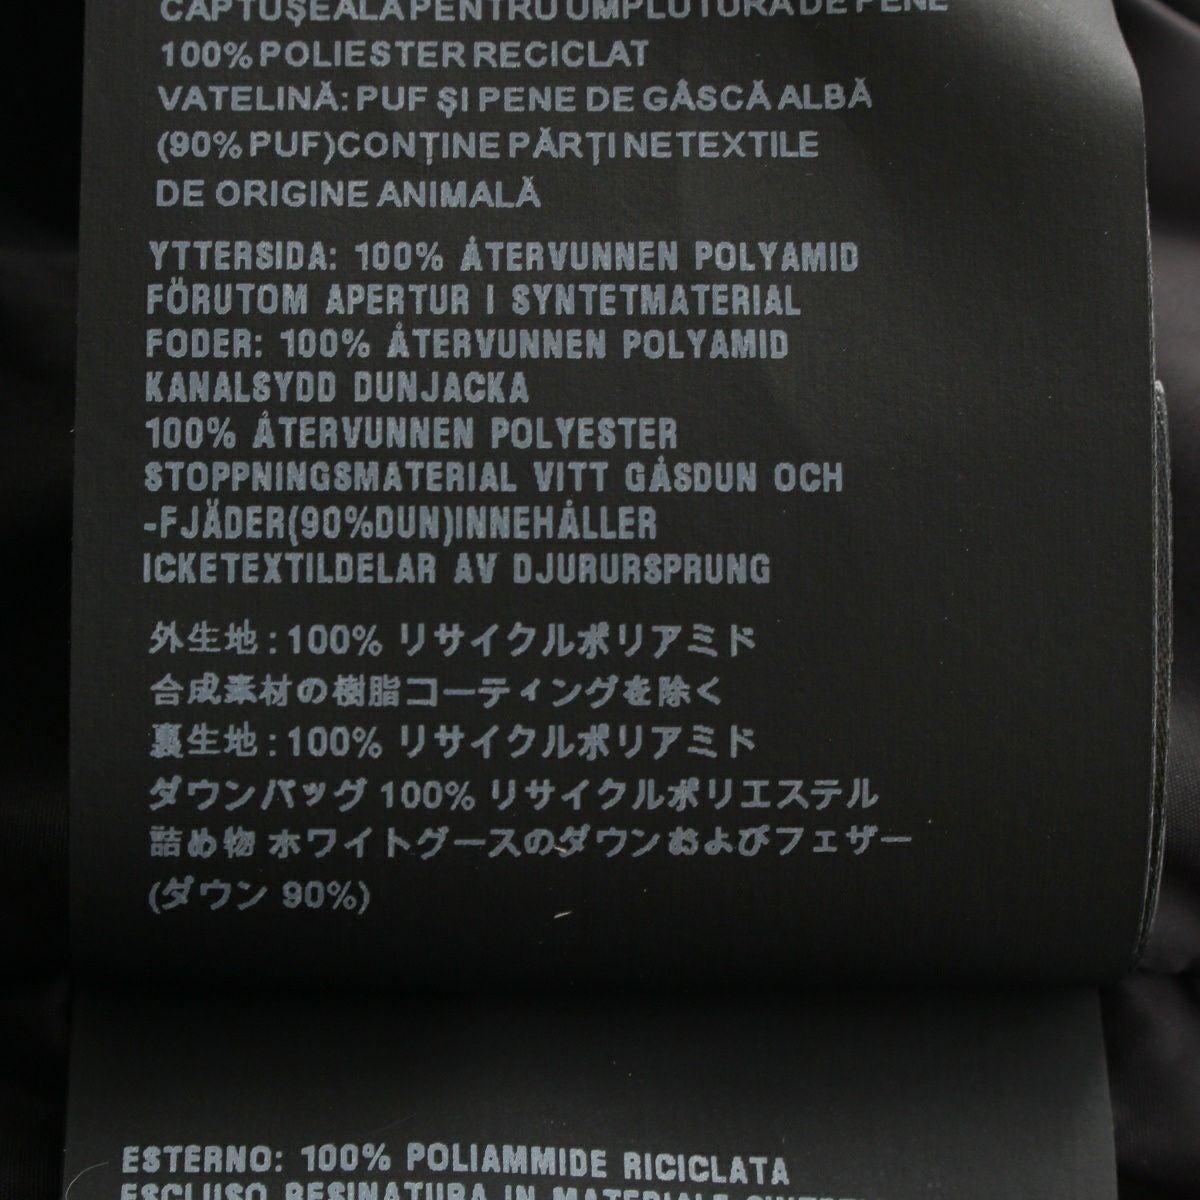 CAPTUȘEALA PENTRU UMPLUTURA DE PENE
100% POLIESTER RECICLAT
VATELINĂ: PUF ȘI PENE DE GÂSCĂ ALBĂ
(90% PUF)CONȚINE PĂRȚI NETEXTILE
DE ORIGINE ANIMALĂ
YTTERSIDA: 100% ÅTERVUNNEN POLYAMID
FÖRUTOM APERTUR I SYNTETMATERIAL
FODER: 100% ÅTERVUNNEN POLYAMID
KANALSYDD DUNJACKA
100% ÅTERVUNNEN POLYESTER
STOPPNINGSMATERIAL VITT GÅSDUN OCH
-FJÄDER(90%DUN)INNEHÅLLER
ICKETEXTILDELAR AV DJURURSPRUNG
外生地: 100% リサイクルポリアミド
合成素材の樹脂コーティングを除く
裏生地: 100% リサイクルポリアミド
ダウンバッグ 100% リサイクルポリエステル
詰め物 ホワイトグースのダウンおよびフェザー
(ダウン 90%)
ESTERNO: 100% POLIAMMIDE RICICLATA
ESCLUSO RESINATURA IN MATERIALE